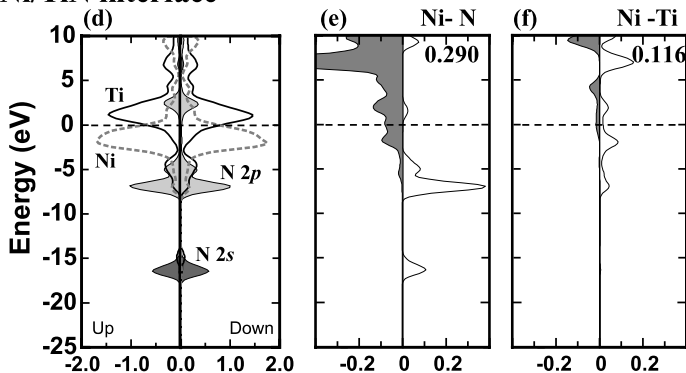 Ni/TiN interface
(d) (e) Ni- N (f) Ni -Ti
0.290 0.116
Energy (eV)
10
5
0
-5
-10
-15
-20
-25
Ti
Ni
N 2p
N 2s
Up Down
-2.0 -1.0 0.0 1.0 2.0
-0.2 0 0.2
-0.2 0 0.2